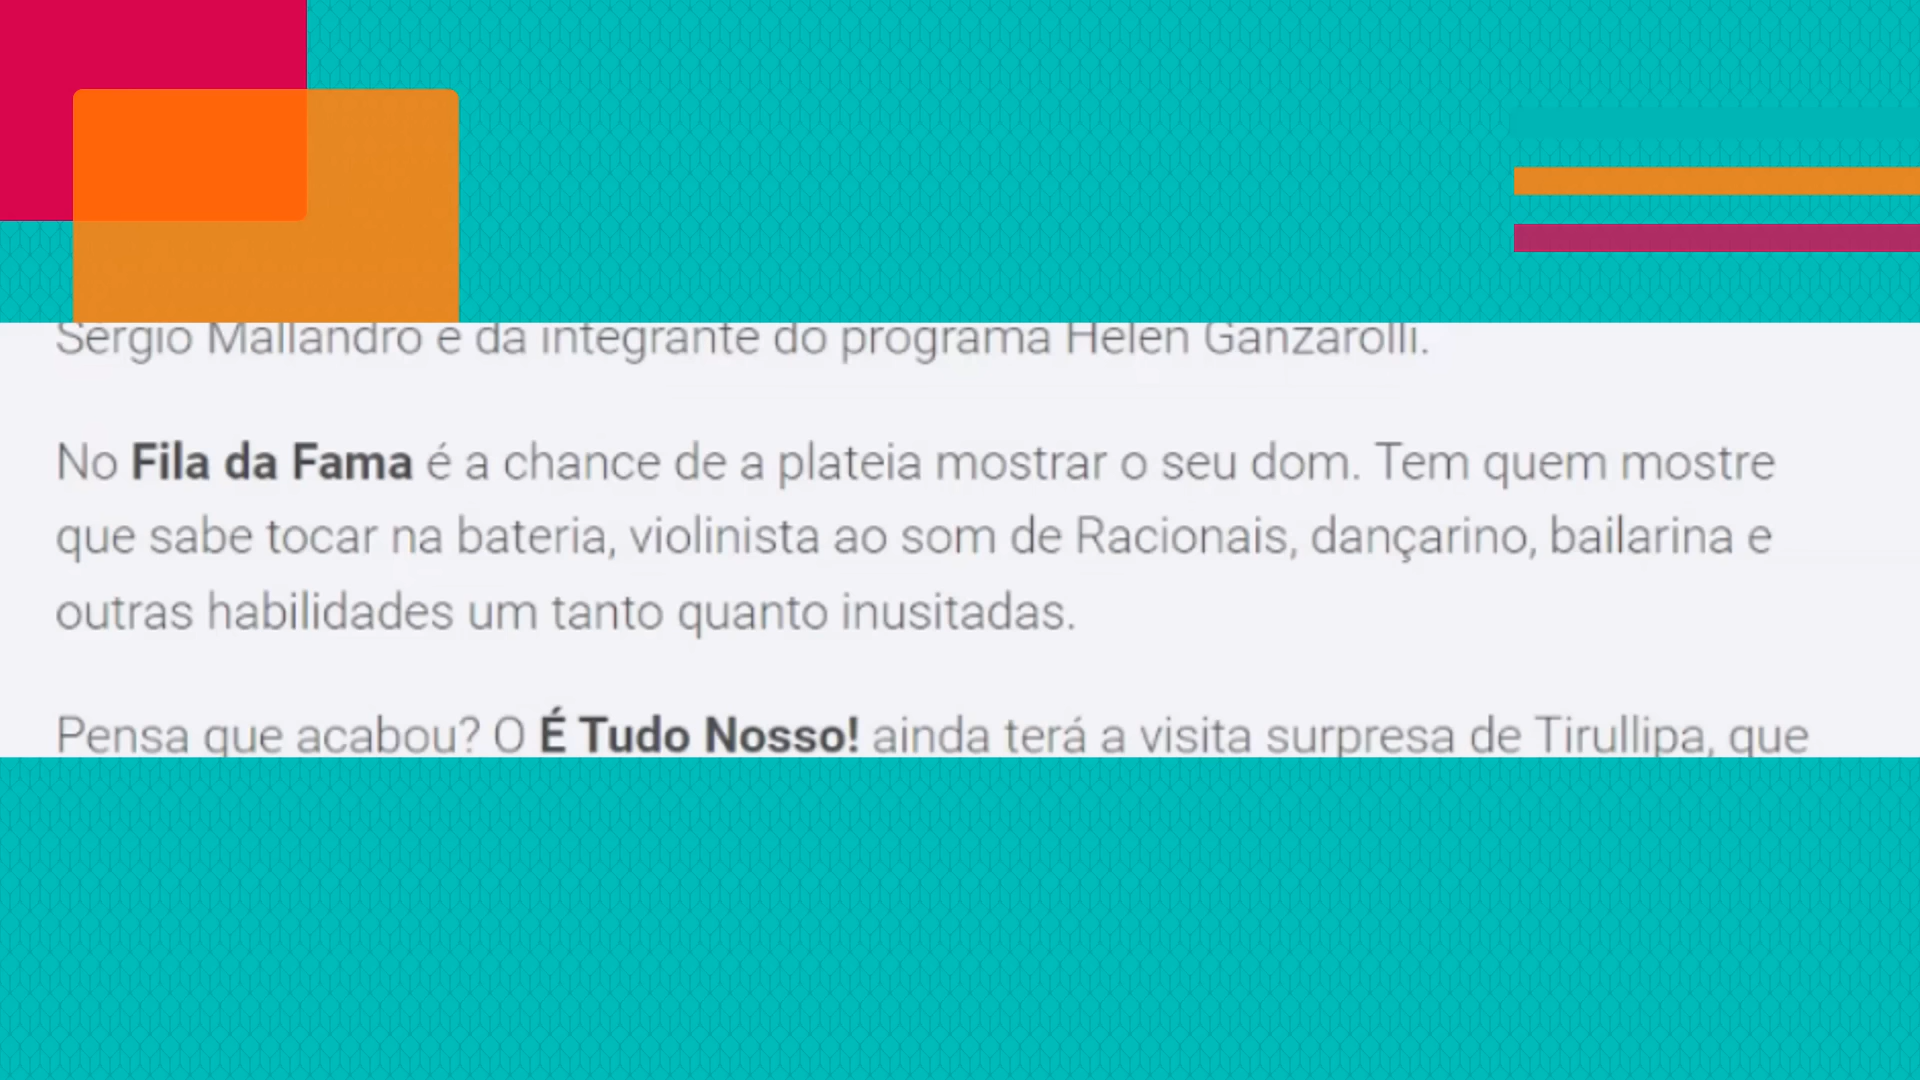 Sérgio Mallandro e da integrante do programa Helen Ganzarolli.
No Fila da Fama é a chance de a plateia mostrar o seu dom. Tem quem mostre
que sabe tocar na bateria, violinista ao som de Racionais, dançarino, bailarina e
outras habilidades um tanto quanto inusitadas.
Pensa que acabou? O É Tudo Nosso! ainda terá a visita surpresa de Tirullipa, que